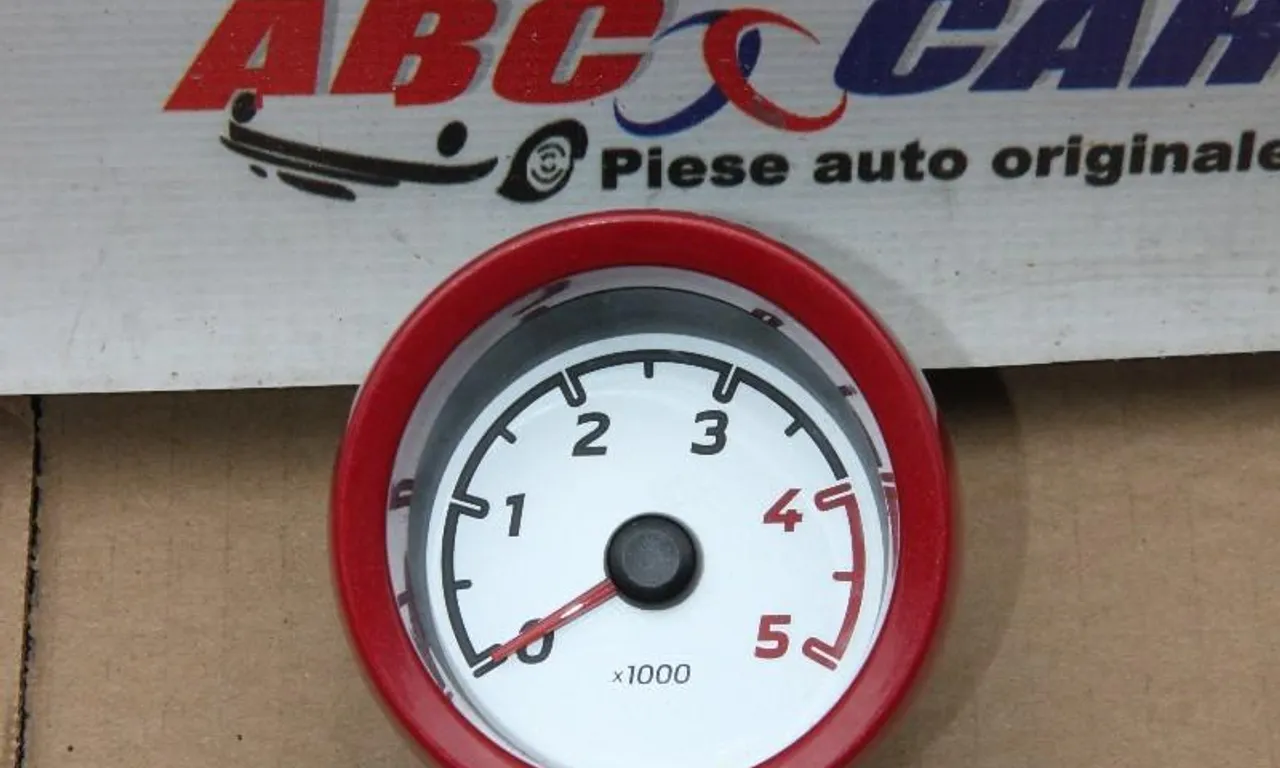 ABC CAR
Piese auto originale
2 3
1 4
0 5
x1000